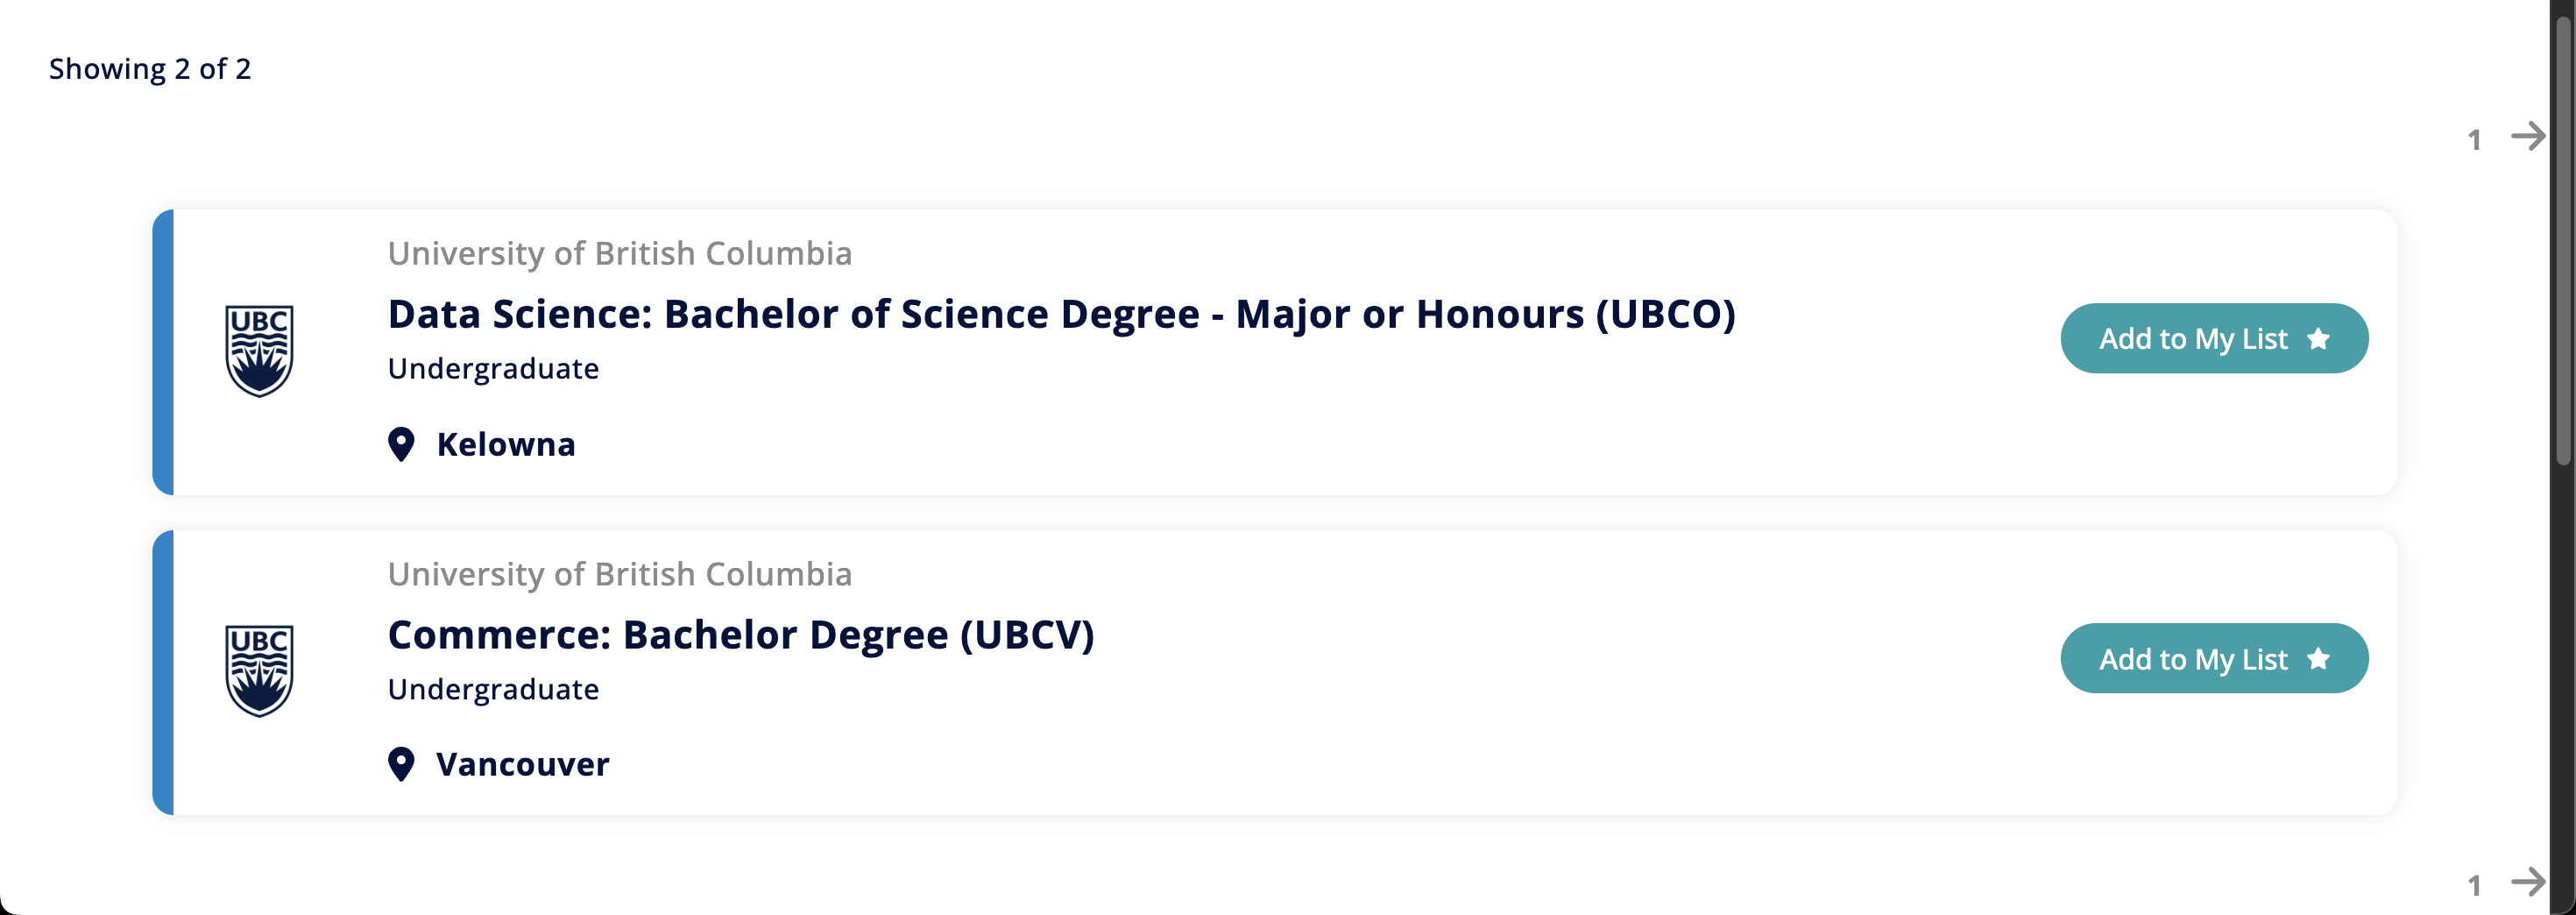 Showing 2 of 2
1
University of British Columbia
UBC
Data Science: Bachelor of Science Degree - Major or Honours (UBCO)
Add to My List
Undergraduate
Kelowna
University of British Columbia
UBC
Commerce: Bachelor Degree (UBCV)
Add to My List
Undergraduate
Vancouver
1